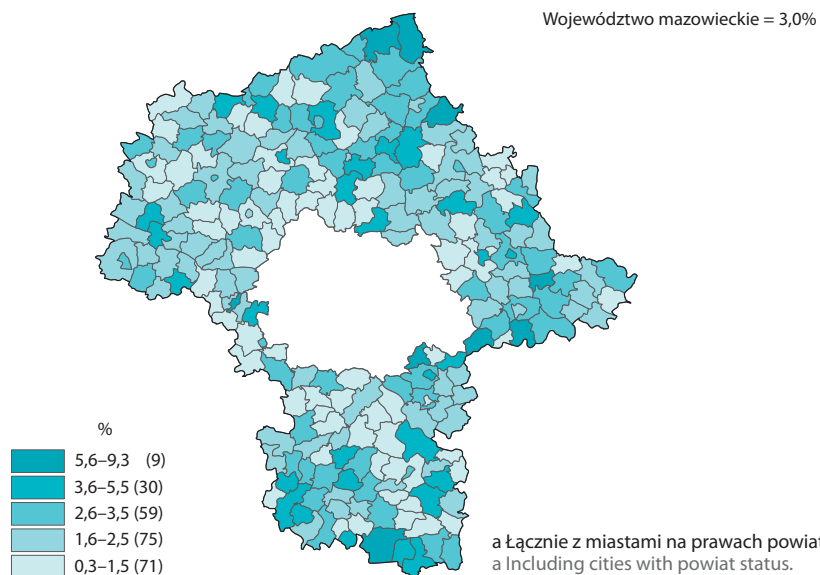 Województwo mazowieckie = 3,0%
%
5,6–9,3 (9)
3,6–5,5 (30)
2,6–3,5 (59)
1,6–2,5 (75)
0,3–1,5 (71)
a Łącznie z miastami na prawach powiat
a Including cities with powiat status.